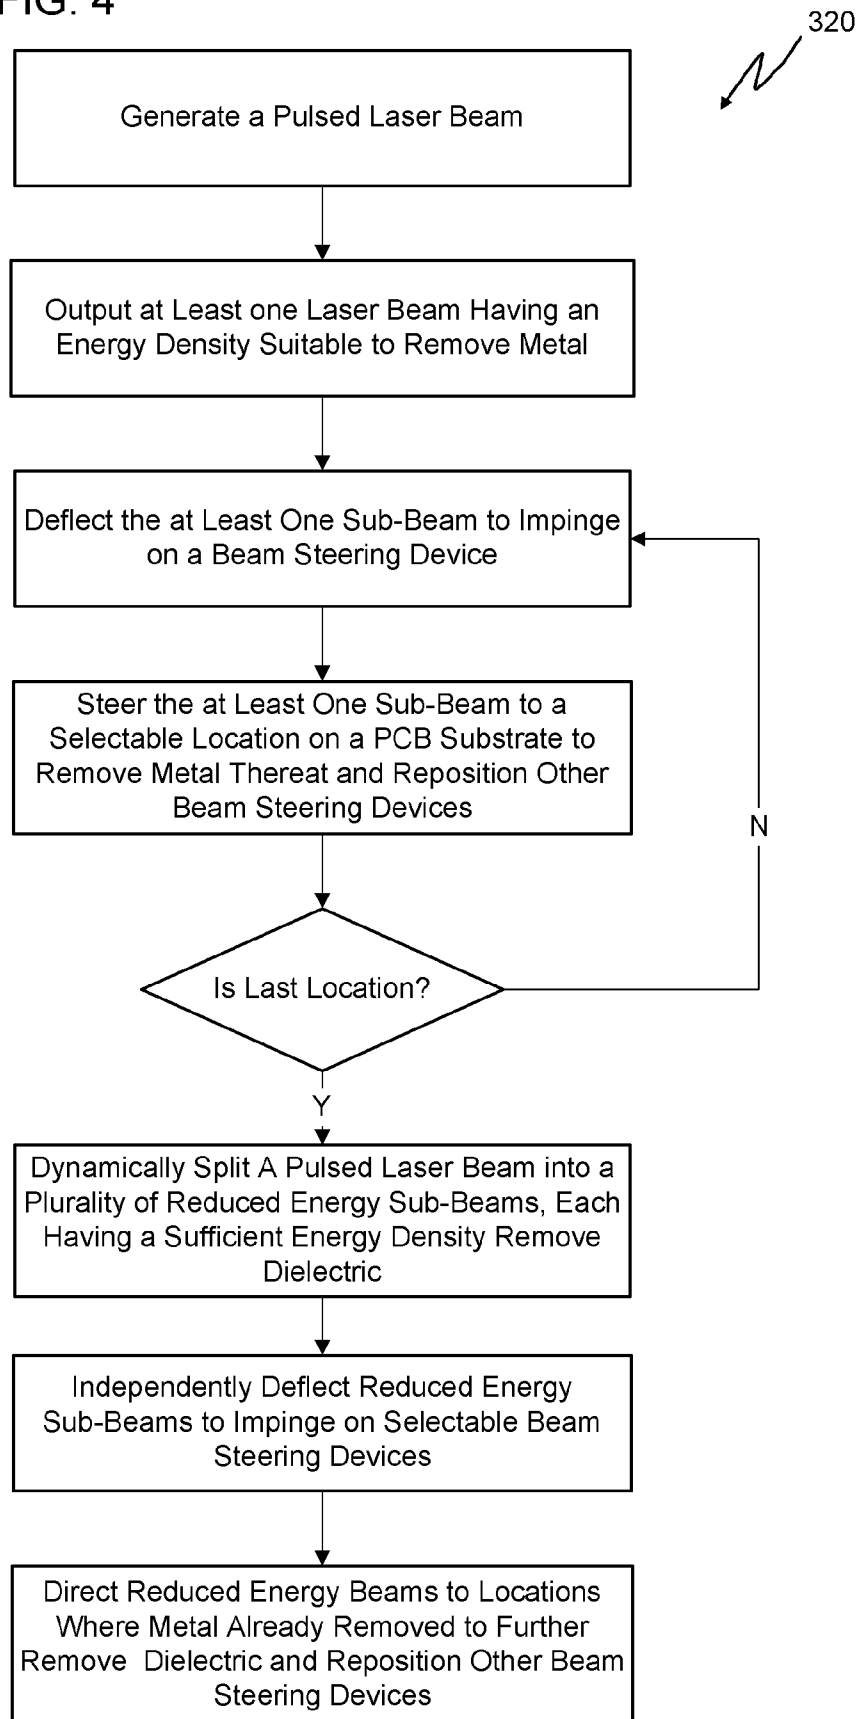 FIG. 4
320
Generate a Pulsed Laser Beam
Output at Least one Laser Beam Having an
Energy Density Suitable to Remove Metal
Deflect the at Least One Sub-Beam to Impinge
on a Beam Steering Device
Steer the at Least One Sub-Beam to a
Selectable Location on a PCB Substrate to
Remove Metal Thereat and Reposition Other
Beam Steering Devices
N
Is Last Location?
Y
Dynamically Split A Pulsed Laser Beam into a
Plurality of Reduced Energy Sub-Beams, Each
Having a Sufficient Energy Density Remove
Dielectric
Independently Deflect Reduced Energy
Sub-Beams to Impinge on Selectable Beam
Steering Devices
Direct Reduced Energy Beams to Locations
Where Metal Already Removed to Further
Remove Dielectric and Reposition Other Beam
Steering Devices